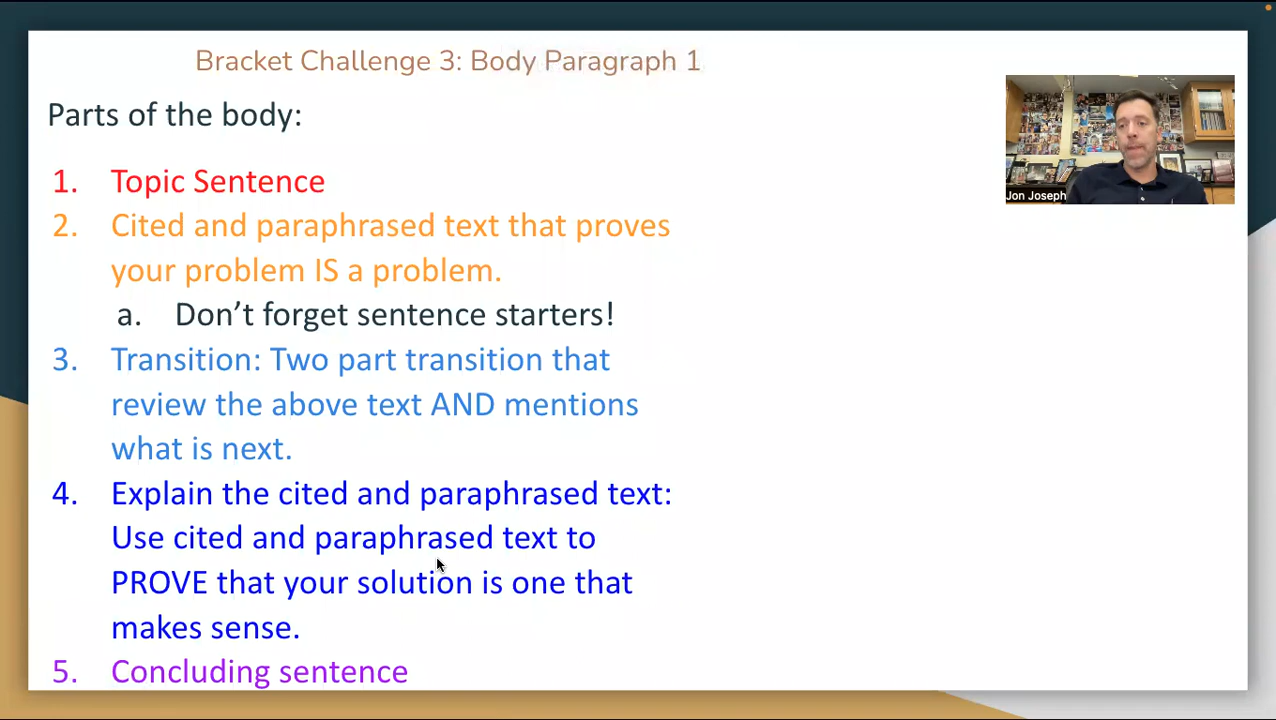 Bracket Challenge 3: Body Paragraph 1
Parts of the body:
1. Topic Sentence
2. Cited and paraphrased text that proves
your problem IS a problem.
a. Don't forget sentence starters!
3. Transition: Two part transition that
review the above text AND mentions
what is next.
4. Explain the cited and paraphrased text:
Use cited and paraphrased text to
PROVE that your solution is one that
makes sense.
5. Concluding sentence
Jon Joseph